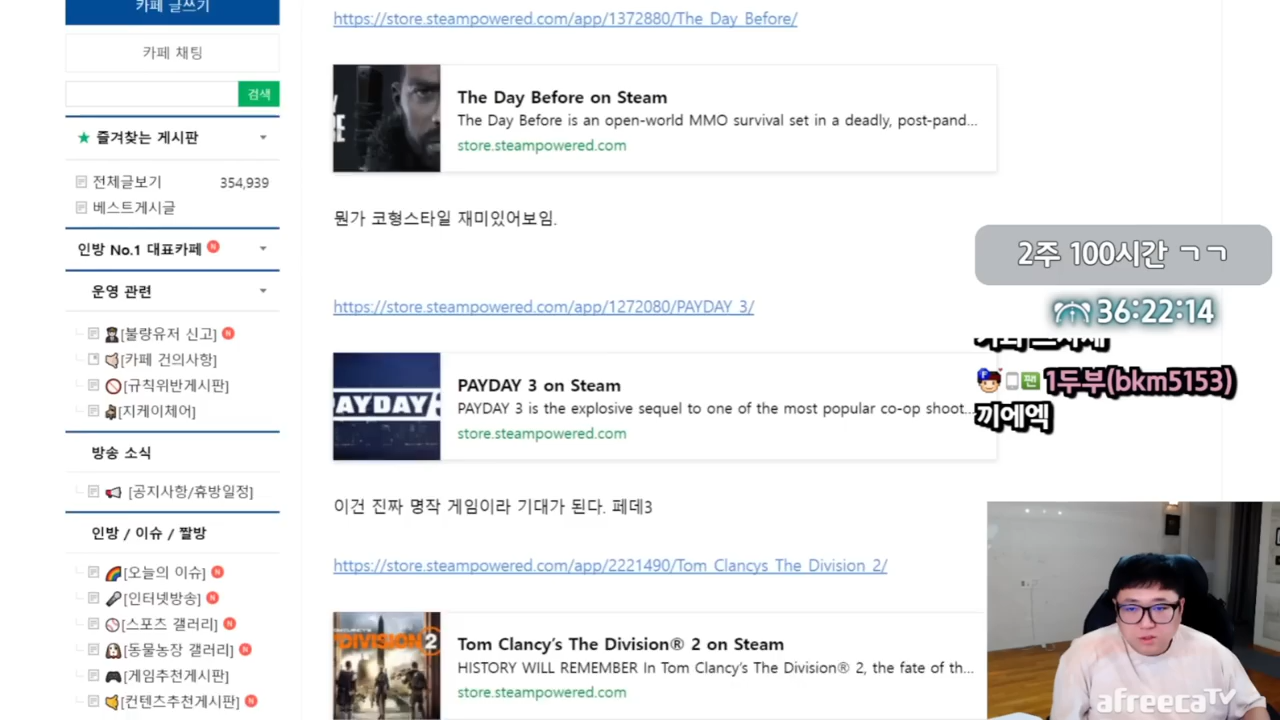 카페 글쓰기
카페 채팅
검색
★ 즐겨찾는 게시판
전체글보기 354,939
베스트게시글
인방 No.1 대표카페 N
운영 관련
[불량유저 신고] N
[카페 건의사항]
[규칙위반게시판]
[지케이체어]
방송 소식
[공지사항/휴방일정]
인방 / 이슈 / 짤방
[오늘의 이슈] N
[인터넷방송] N
[스포츠 갤러리] N
[동물농장 갤러리] N
[게임추천게시판]
[컨텐츠추천게시판] N
https://store.steampowered.com/app/1372880/The_Day_Before/
The Day Before on Steam
The Day Before is an open-world MMO survival set in a deadly, post-pand...
store.steampowered.com
뭔가 코형스타일 재미있어보임.
https://store.steampowered.com/app/1272080/PAYDAY_3/
PAYDAY 3
PAYDAY 3 on Steam
PAYDAY 3 is the explosive sequel to one of the most popular co-op shoot...
store.steampowered.com
이건 진짜 명작 게임이라 기대가 된다. 페데3
https://store.steampowered.com/app/2221490/Tom_Clancys_The_Division_2/
DIVISION 2
Tom Clancy's The Division® 2 on Steam
HISTORY WILL REMEMBER In Tom Clancy's The Division® 2, the fate of th...
store.steampowered.com
2주 100시간 ㄱㄱ
36:22:14
F 팬 1두부(bkm5153)
끼에엑
afreecaTV